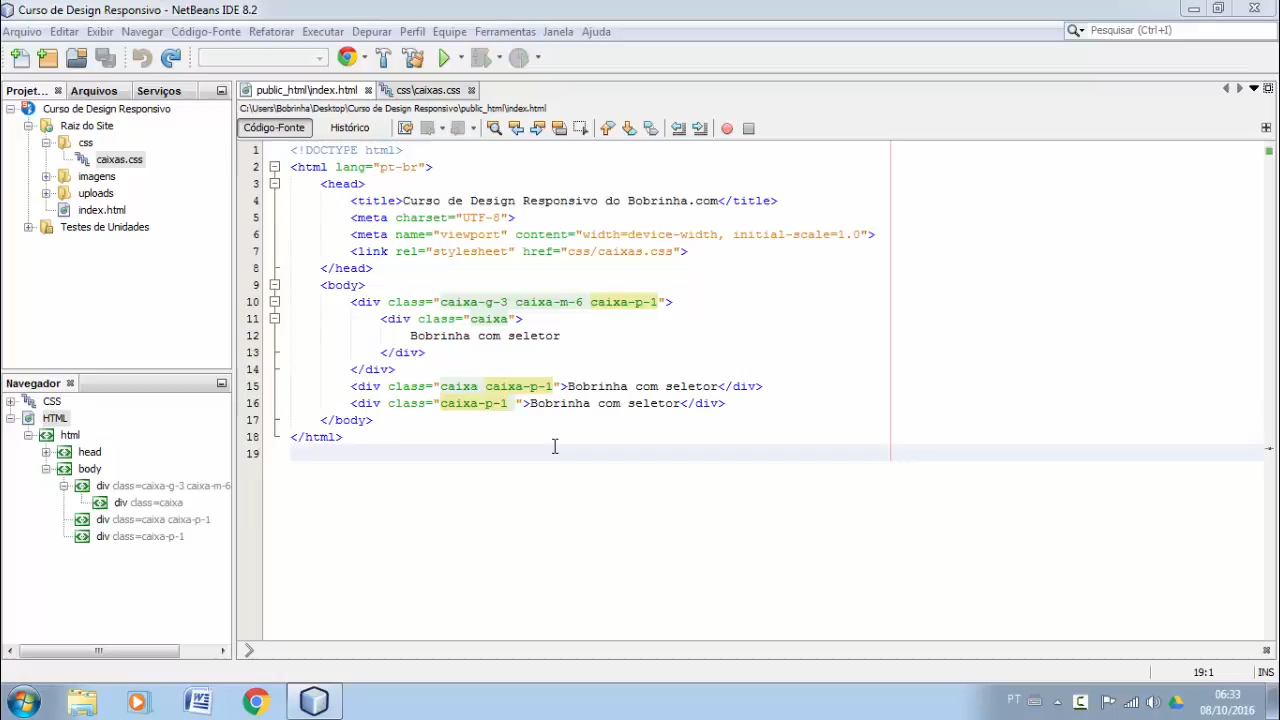 Curso de Design Responsivo - NetBeans IDE 8.2
Arquivo Editar Exibir Navegar Código-Fonte Refatorar Executar Depurar Perfil Equipe Ferramentas Janela Ajuda
Pesquisar (Ctrl+I)
Projet... Arquivos Serviços
Curso de Design Responsivo
Raiz do Site
css
caixas.css
imagens
uploads
index.html
Testes de Unidades
Navegador
CSS
HTML
html
head
body
div class=caixa-g-3 caixa-m-6
div class=caixa
div class=caixa caixa-p-1
div class=caixa-p-1
public_html\index.html css\caixas.css
C:\Users\Bobrinha\Desktop\Curso de Design Responsivo\public_html\index.html
Código-Fonte Histórico
1 <!DOCTYPE html>
2 <html lang="pt-br">
3 <head>
4 <title>Curso de Design Responsivo do Bobrinha.com</title>
5 <meta charset="UTF-8">
6 <meta name="viewport" content="width=device-width, initial-scale=1.0">
7 <link rel="stylesheet" href="css/caixas.css">
8 </head>
9 <body>
10 <div class="caixa-g-3 caixa-m-6 caixa-p-1">
11 <div class="caixa">
12 Bobrinha com seletor
13 </div>
14 </div>
15 <div class="caixa caixa-p-1">Bobrinha com seletor</div>
16 <div class="caixa-p-1 ">Bobrinha com seletor</div>
17 </body>
18 </html>
19
19:1 INS
PT
06:33
08/10/2016